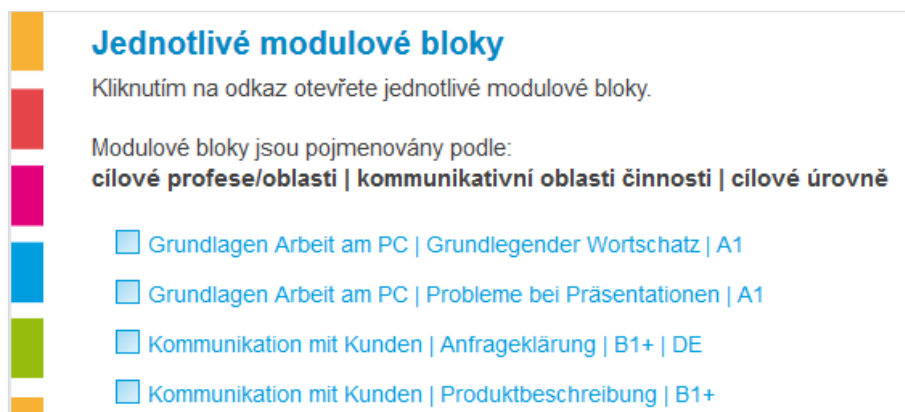 Jednotlivé modulové bloky
Kliknutím na odkaz otevřete jednotlivé modulové bloky.
Modulové bloky jsou pojmenovány podle:
cílové profese/oblasti | kommunikativní oblasti činnosti | cílové úrovně
Grundlagen Arbeit am PC | Grundlegender Wortschatz | A1
Grundlagen Arbeit am PC | Probleme bei Präsentationen | A1
Kommunikation mit Kunden | Anfrageklärung | B1+ | DE
Kommunikation mit Kunden | Produktbeschreibung | B1+